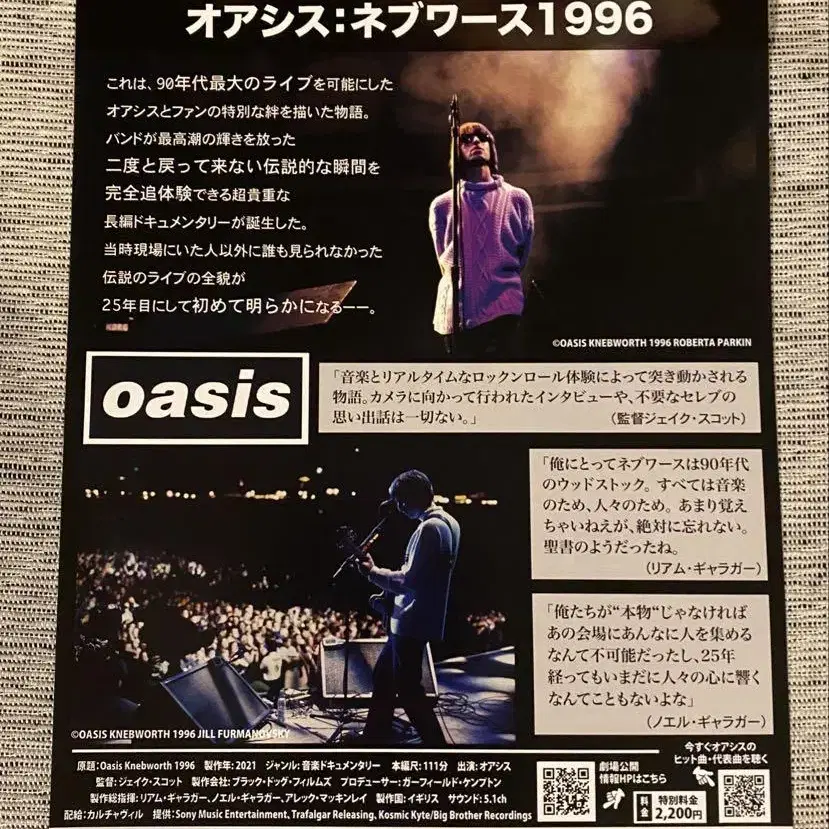 オアシス：ネブワース1996
これは、90年代最大のライブを可能にした
オアシスとファンの特別な絆を描いた物語。
バンドが最高潮の輝きを放った
二度と戻って来ない伝説的な瞬間を
完全追体験できる超貴重な
長編ドキュメンタリーが誕生した。
当時現場にいた人以外に誰も見られなかった
伝説のライブの全貌が
25年目にして初めて明らかになるーー。
©OASIS KNEBWORTH 1996 ROBERTA PARKIN
oasis
「音楽とリアルタイムなロックンロール体験によって突き動かされる
物語。カメラに向かって行われたインタビューや、不要なセレブの
思い出話は一切ない。」
（監督ジェイク・スコット）
「俺にとってネブワースは90年代
のウッドストック。すべては音楽
のため、人々のため。あまり覚え
ちゃいねえが、絶対に忘れない。
聖書のようだったね。
（リアム・ギャラガー）
「俺たちが“本物“じゃなければ
あの会場にあんなに人を集める
なんて不可能だったし、25年
経ってもいまだに人々の心に響く
なんてこともないよな」
（ノエル・ギャラガー）
©OASIS KNEBWORTH 1996 JILL FURMANOVSKY
原題：Oasis Knebworth 1996 製作年：2021 ジャンル：音楽ドキュメンタリー 本編尺：111分 出演：オアシス
監督：ジェイク・スコット 製作会社：ブラック・ドッグ・フィルムズ プロデューサー：ガーフィールド・ケンプトン
製作総指揮：リアム・ギャラガー、ノエル・ギャラガー、アレック・マッキンレイ 製作国：イギリス サウンド：5.1ch
配給：カルチャヴィル 提供：Sony Music Entertainment、Trafalgar Releasing、Kosmic Kyte/Big Brother Recordings
劇場公開
情報HPはこちら
料金
特別料金
2,200円
今すぐオアシスの
ヒット曲・代表曲を聴く